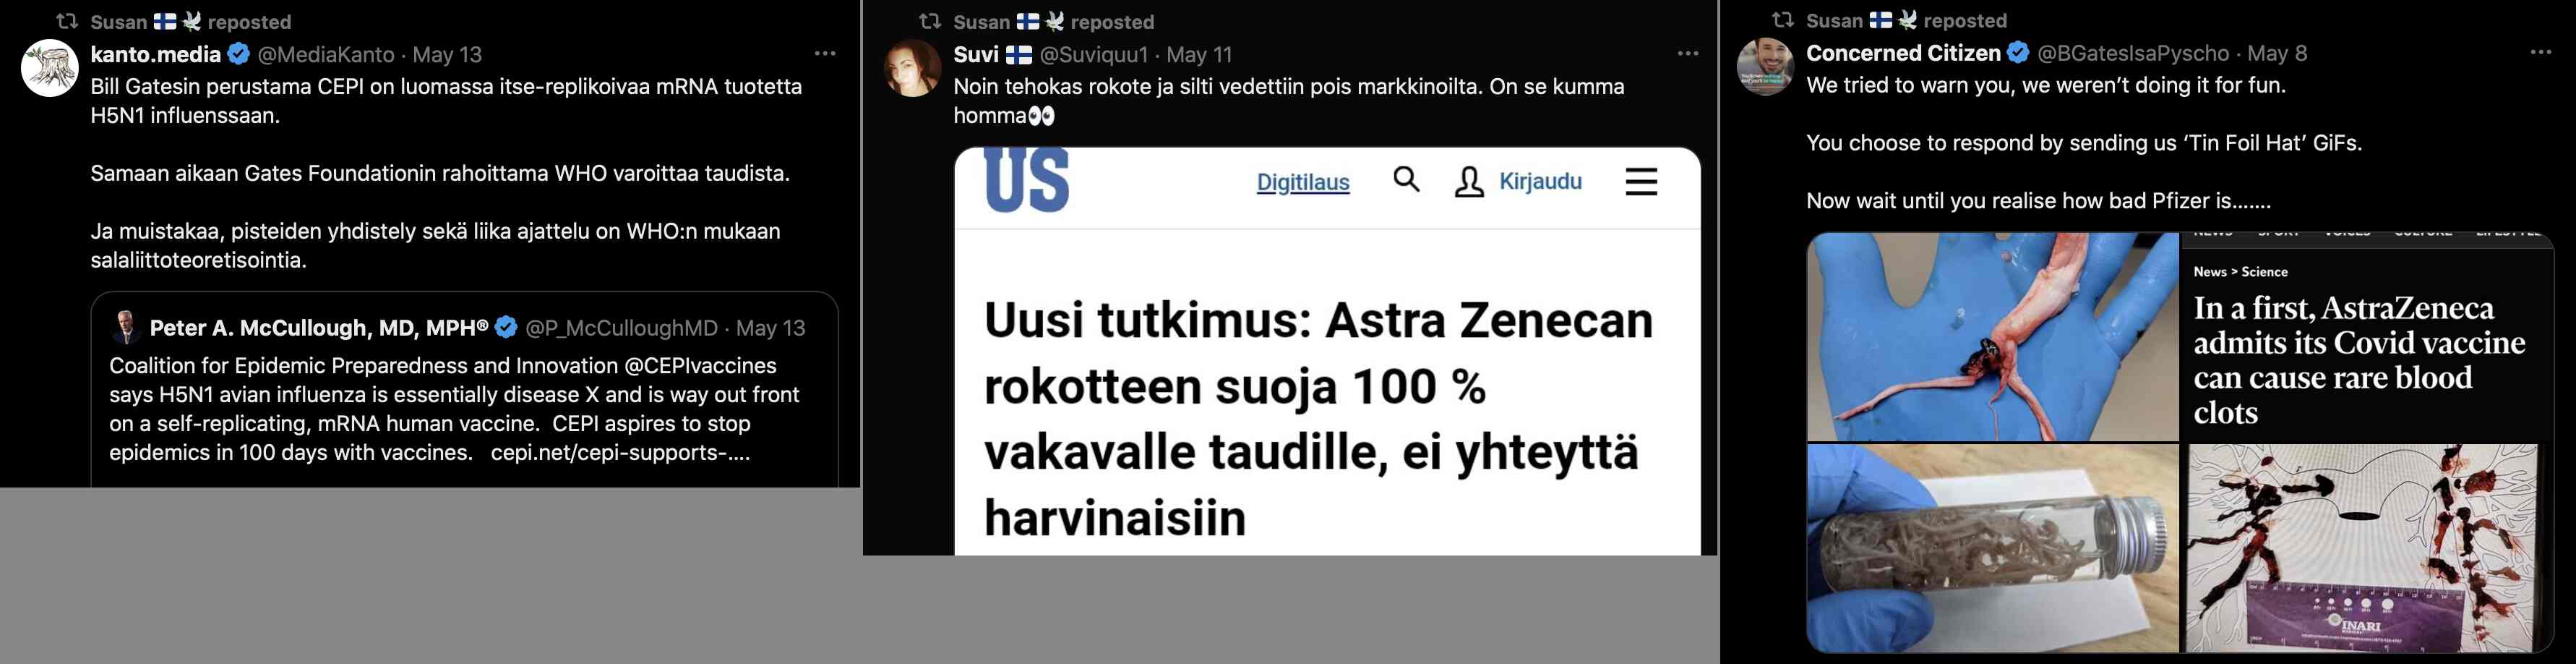 Susan reposted
kanto.media @MediaKanto · May 13
Bill Gatesin perustama CEPI on luomassa itse-replikoivaa mRNA tuotetta
H5N1 influenssaan.
Samaan aikaan Gates Foundationin rahoittama WHO varoittaa taudista.
Ja muistakaa, pisteiden yhdistely sekä liika ajattelu on WHO:n mukaan
salaliittoteoretisointia.
Peter A. McCullough, MD, MPH® @P_McCulloughMD · May 13
Coalition for Epidemic Preparedness and Innovation @CEPIvaccines
says H5N1 avian influenza is essentially disease X and is way out front
on a self-replicating, mRNA human vaccine. CEPI aspires to stop
epidemics in 100 days with vaccines. cepi.net/cepi-supports-....
Susan reposted
Suvi @Suviquu1 · May 11
Noin tehokas rokote ja silti vedettiin pois markkinoilta. On se kumma
homma👀
US
Digitilaus Kirjaudu
Uusi tutkimus: Astra Zenecan
rokotteen suoja 100 %
vakavalle taudille, ei yhteyttä
harvinaisiin
Susan reposted
Concerned Citizen @BGatesIsaPyscho · May 8
We tried to warn you, we weren’t doing it for fun.
You choose to respond by sending us ‘Tin Foil Hat’ GiFs.
Now wait until you realise how bad Pfizer is…….
NEWS SPORT VOICES CULTURE LIFESTYLE
News > Science
In a first, AstraZeneca
admits its Covid vaccine
can cause rare blood
clots
INARI